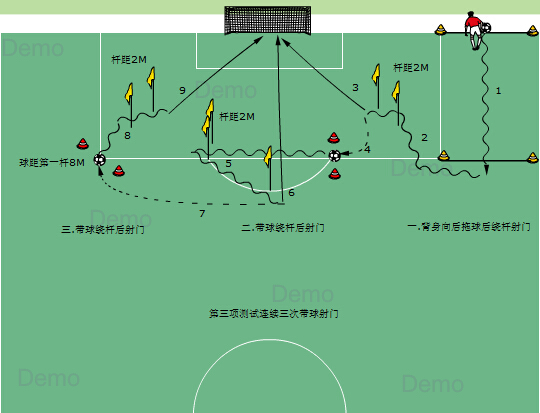 Demo
Demo
Demo
Demo
Demo
Demo
Demo
杆距2M
杆距2M
杆距2M
球距第一杆8M
1
2
3
4
5
6
7
8
9
三.带球绕杆后射门
二.带球绕杆后射门
一.背身向后拖球后绕杆射门
第三项测试连续三次带球射门